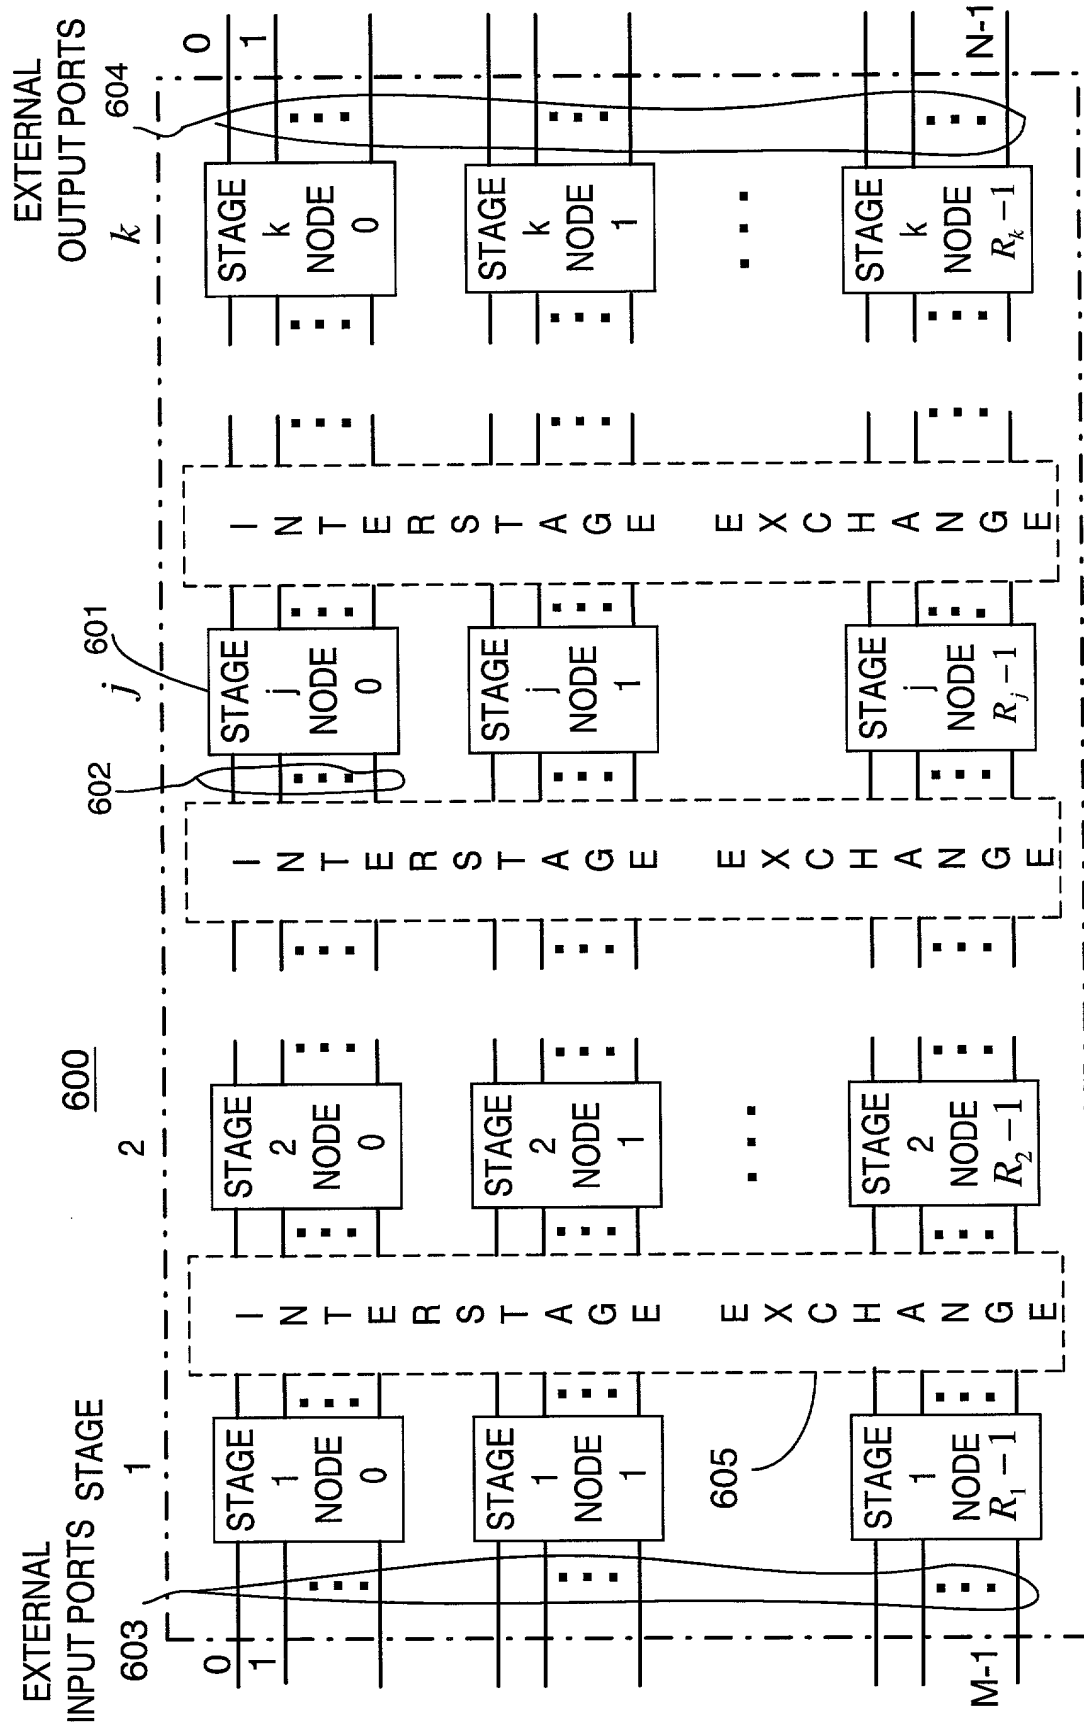 EXTERNAL
INPUT PORTS STAGE
603
0
1
M-1
1
2
600
j
k
EXTERNAL
OUTPUT PORTS
604
0
1
N-1
602
601
605
STAGE
1
NODE
0
STAGE
1
NODE
1
STAGE
1
NODE
R₁ −1
INTERSTAGE EXCHANGE
STAGE
2
NODE
0
STAGE
2
NODE
1
STAGE
2
NODE
R₂ −1
INTERSTAGE EXCHANGE
STAGE
j
NODE
0
STAGE
j
NODE
1
STAGE
j
NODE
Rⱼ −1
INTERSTAGE EXCHANGE
STAGE
k
NODE
0
STAGE
k
NODE
1
STAGE
k
NODE
Rₖ −1